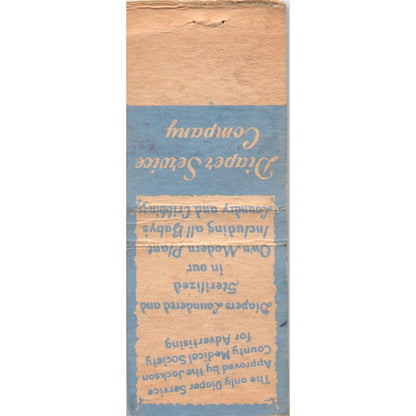 The only Diaper Service
Approved by the Jackson
County Medical Society
for Advertising
Diapers Laundered and
Sterilized
in our
Own Modern Plant
Including all Baby's
Laundry and Cribbings
Diaper Service
Company